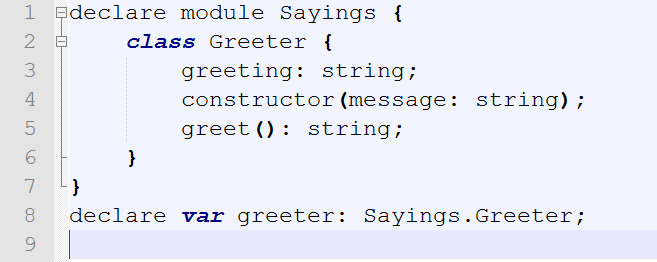 1 declare module Sayings {
2     class Greeter {
3         greeting: string;
4         constructor(message: string);
5         greet(): string;
6     }
7 }
8 declare var greeter: Sayings.Greeter;
9